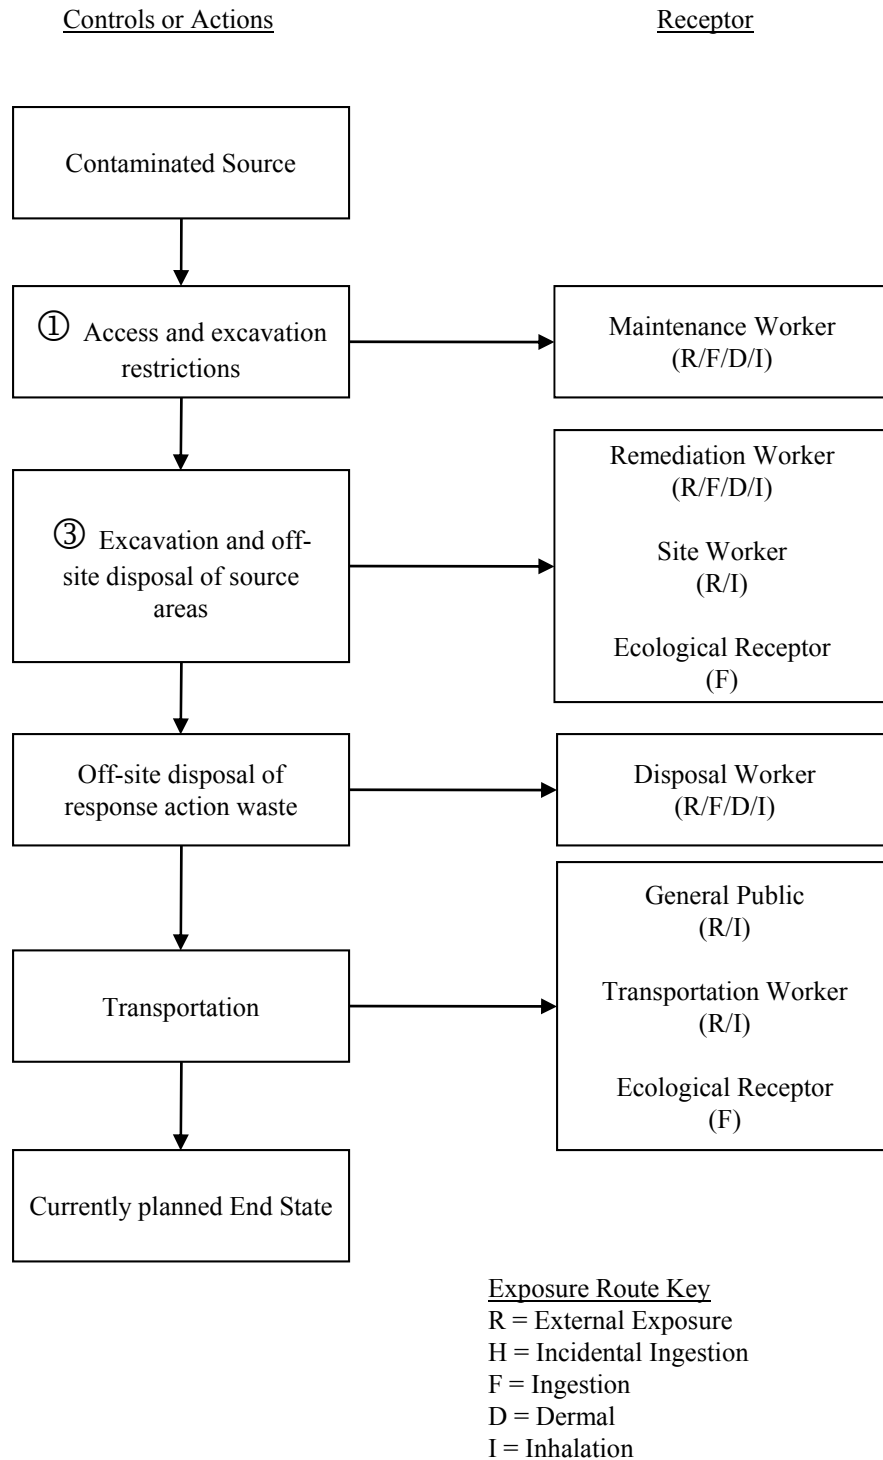 Controls or Actions
Receptor
Contaminated Source
① Access and excavation
restrictions
Maintenance Worker
(R/F/D/I)
③ Excavation and off-
site disposal of source
areas
Remediation Worker
(R/F/D/I)
Site Worker
(R/I)
Ecological Receptor
(F)
Off-site disposal of
response action waste
Disposal Worker
(R/F/D/I)
Transportation
General Public
(R/I)
Transportation Worker
(R/I)
Ecological Receptor
(F)
Currently planned End State
Exposure Route Key
R = External Exposure
H = Incidental Ingestion
F = Ingestion
D = Dermal
I = Inhalation